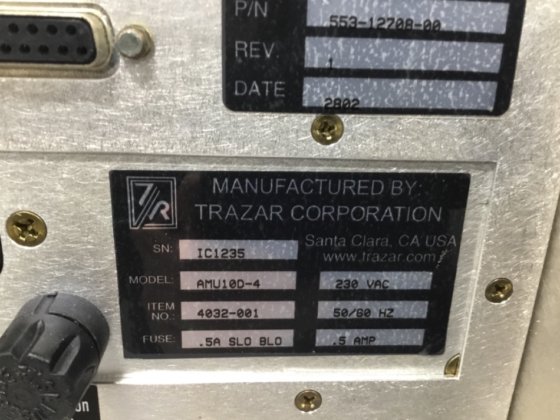 P/N 553-12708-00
REV. 1
DATE 2802
MANUFACTURED BY:
TRAZAR CORPORATION
Santa Clara, CA USA
www.trazar.com
SN: IC1235
MODEL: AMU10D-4 230 VAC
ITEM NO.: 4032-001 50/60 HZ
FUSE: .5A SLO BLO .5 AMP